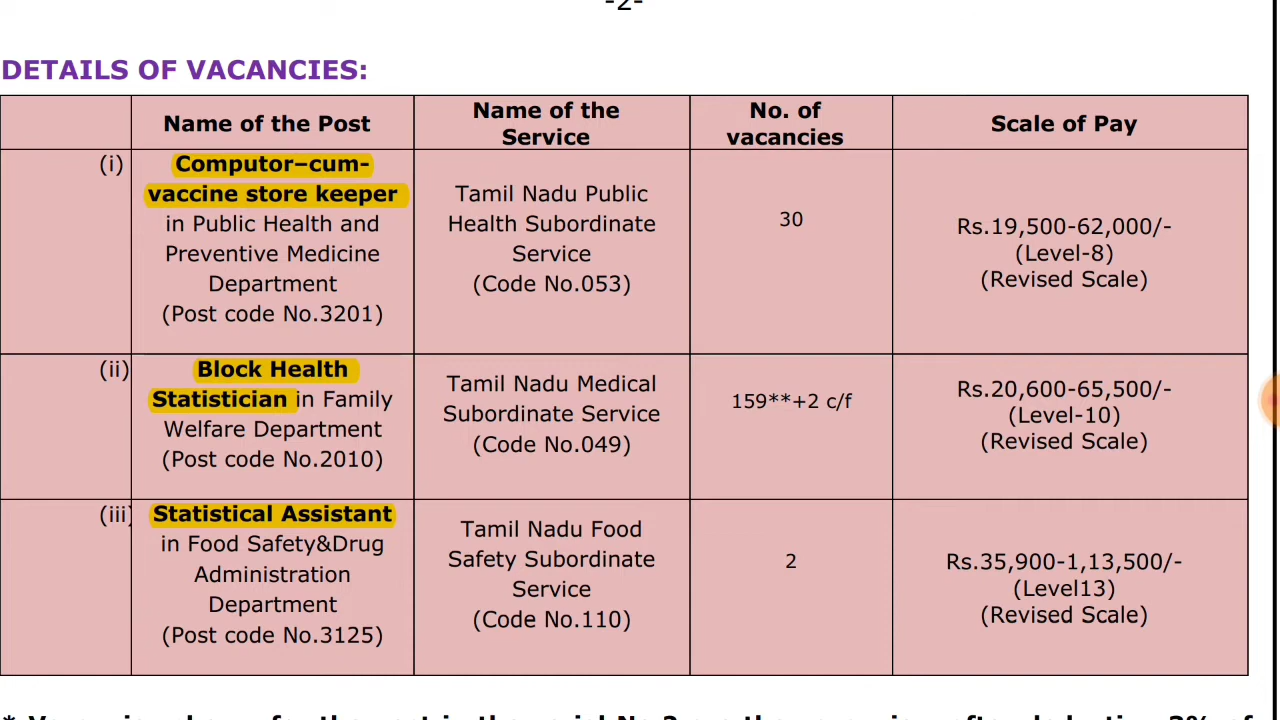 -2-
DETAILS OF VACANCIES:
Name of the Post
Name of the
Service
No. of
vacancies
Scale of Pay
(i)
Computor–cum-
vaccine store keeper
in Public Health and
Preventive Medicine
Department
(Post code No.3201)
Tamil Nadu Public
Health Subordinate
Service
(Code No.053)
30
Rs.19,500-62,000/-
(Level-8)
(Revised Scale)
(ii)
Block Health
Statistician in Family
Welfare Department
(Post code No.2010)
Tamil Nadu Medical
Subordinate Service
(Code No.049)
159**+2 c/f
Rs.20,600-65,500/-
(Level-10)
(Revised Scale)
(iii)
Statistical Assistant
in Food Safety&Drug
Administration
Department
(Post code No.3125)
Tamil Nadu Food
Safety Subordinate
Service
(Code No.110)
2
Rs.35,900-1,13,500/-
(Level13)
(Revised Scale)